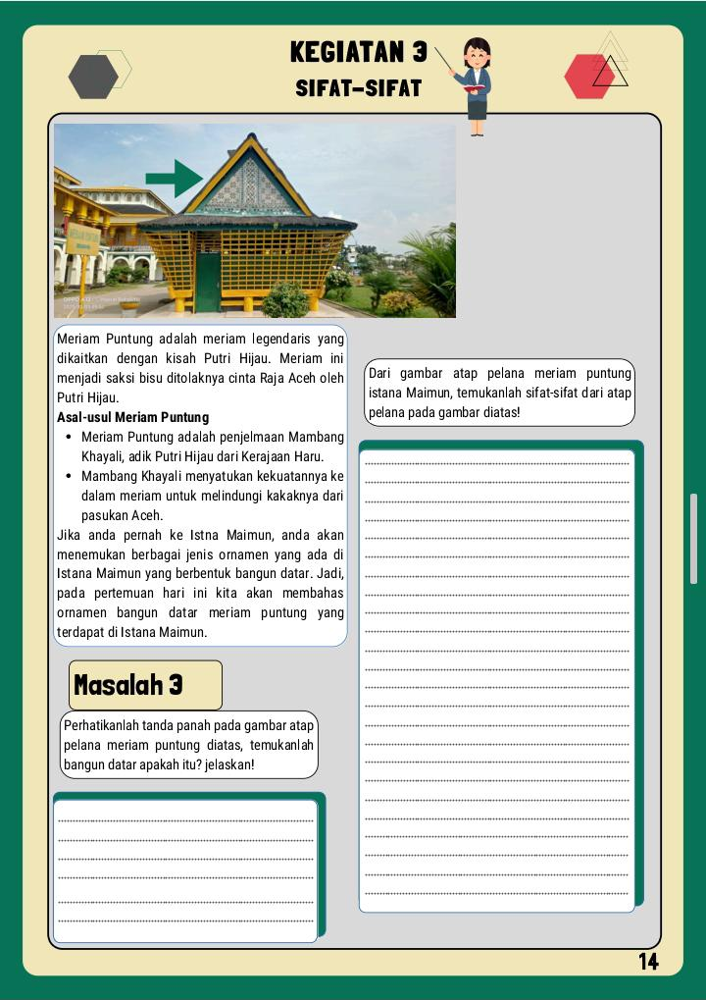 KEGIATAN 3
SIFAT-SIFAT
MERIAM PUNTUNG
OPPO A12
Meriam Puntung adalah meriam legendaris yang
dikaitkan dengan kisah Putri Hijau. Meriam ini
menjadi saksi bisu ditolaknya cinta Raja Aceh oleh
Putri Hijau.
Asal-usul Meriam Puntung
• Meriam Puntung adalah penjelmaan Mambang
Khayali, adik Putri Hijau dari Kerajaan Haru.
• Mambang Khayali menyatukan kekuatannya ke
dalam meriam untuk melindungi kakaknya dari
pasukan Aceh.
Jika anda pernah ke Istna Maimun, anda akan
menemukan berbagai jenis ornamen yang ada di
Istana Maimun yang berbentuk bangun datar. Jadi,
pada pertemuan hari ini kita akan membahas
ornamen bangun datar meriam puntung yang
terdapat di Istana Maimun.
Masalah 3
Perhatikanlah tanda panah pada gambar atap
pelana meriam puntung diatas, temukanlah
bangun datar apakah itu? jelaskan!
Dari gambar atap pelana meriam puntung
istana Maimun, temukanlah sifat-sifat dari atap
pelana pada gambar diatas!
14